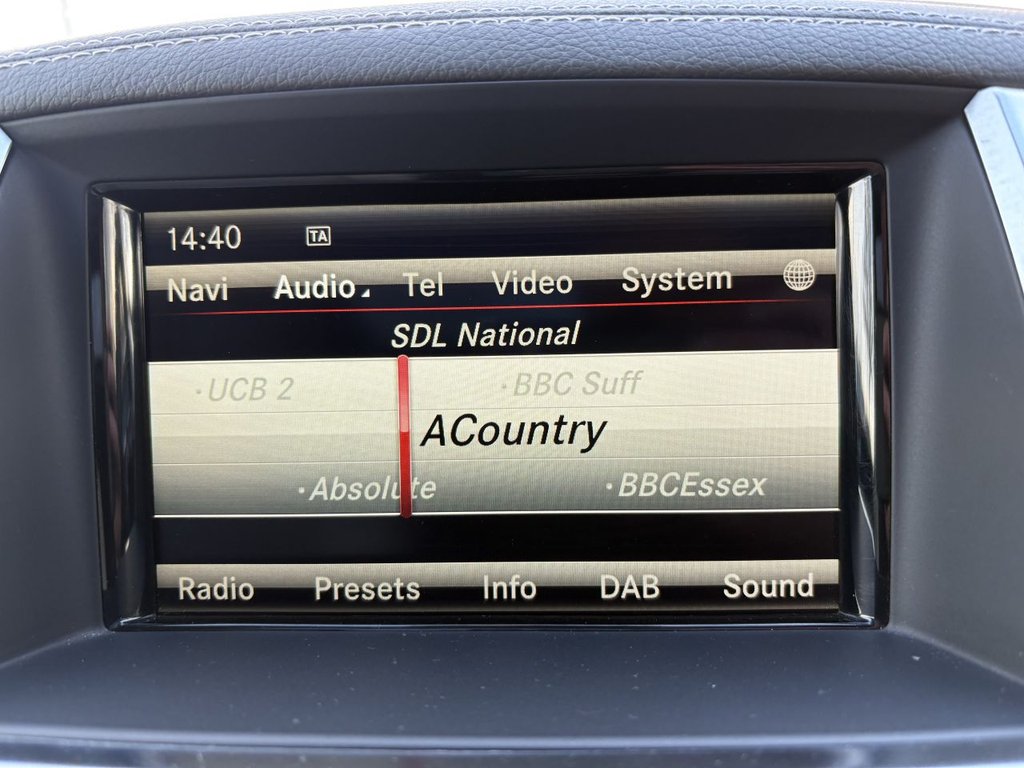 14:40 TA
Navi Audio Tel Video System
SDL National
·UCB 2 ·BBC Suff
ACountry
·Absolute ·BBCEssex
Radio Presets Info DAB Sound